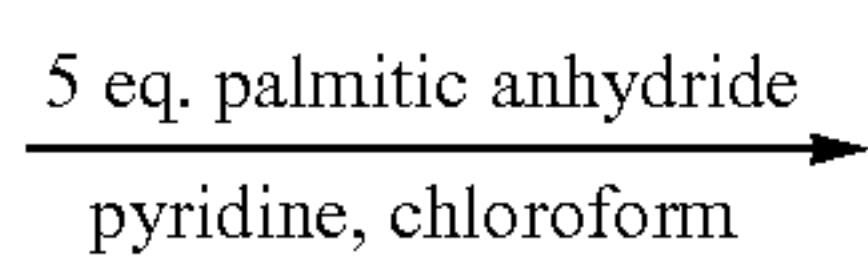 5 eq. palmitic anhydride
pyridine, chloroform